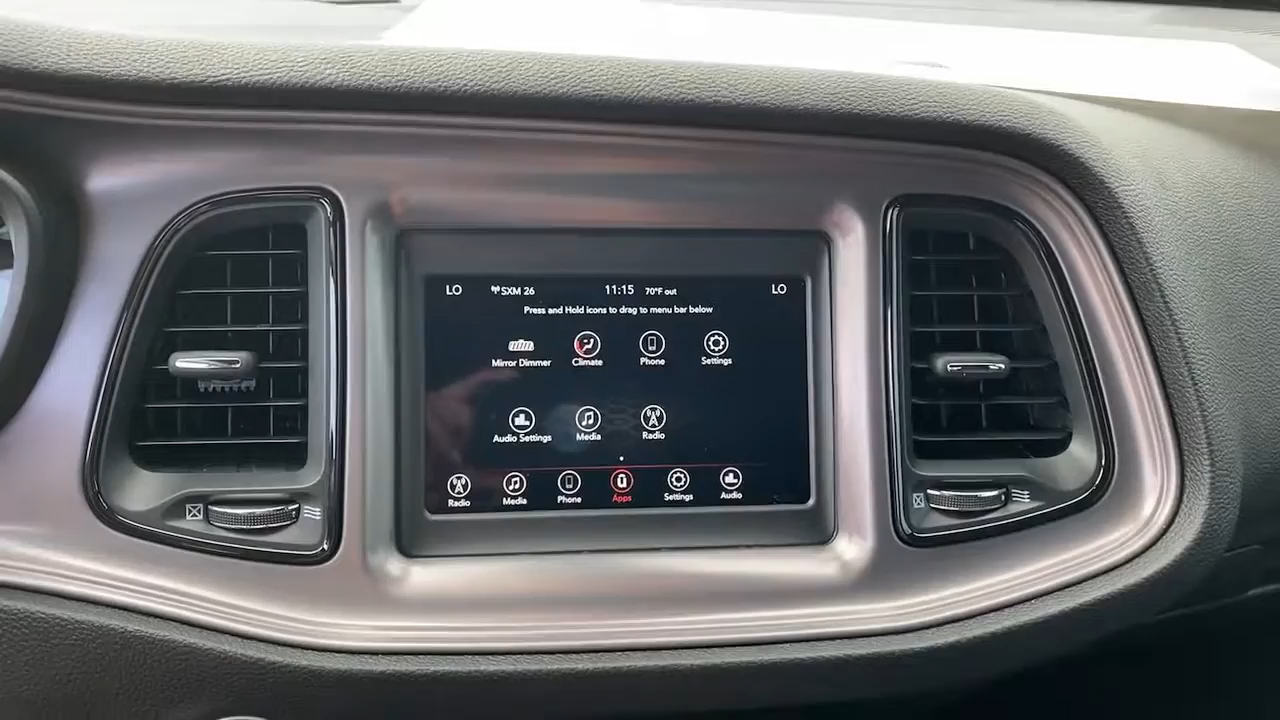 LO SXM 26 11:15 70°F out LO
Press and Hold icons to drag to menu bar below
Mirror Dimmer Climate Phone Settings
Audio Settings Media Radio
Radio Media Phone Apps Settings Audio